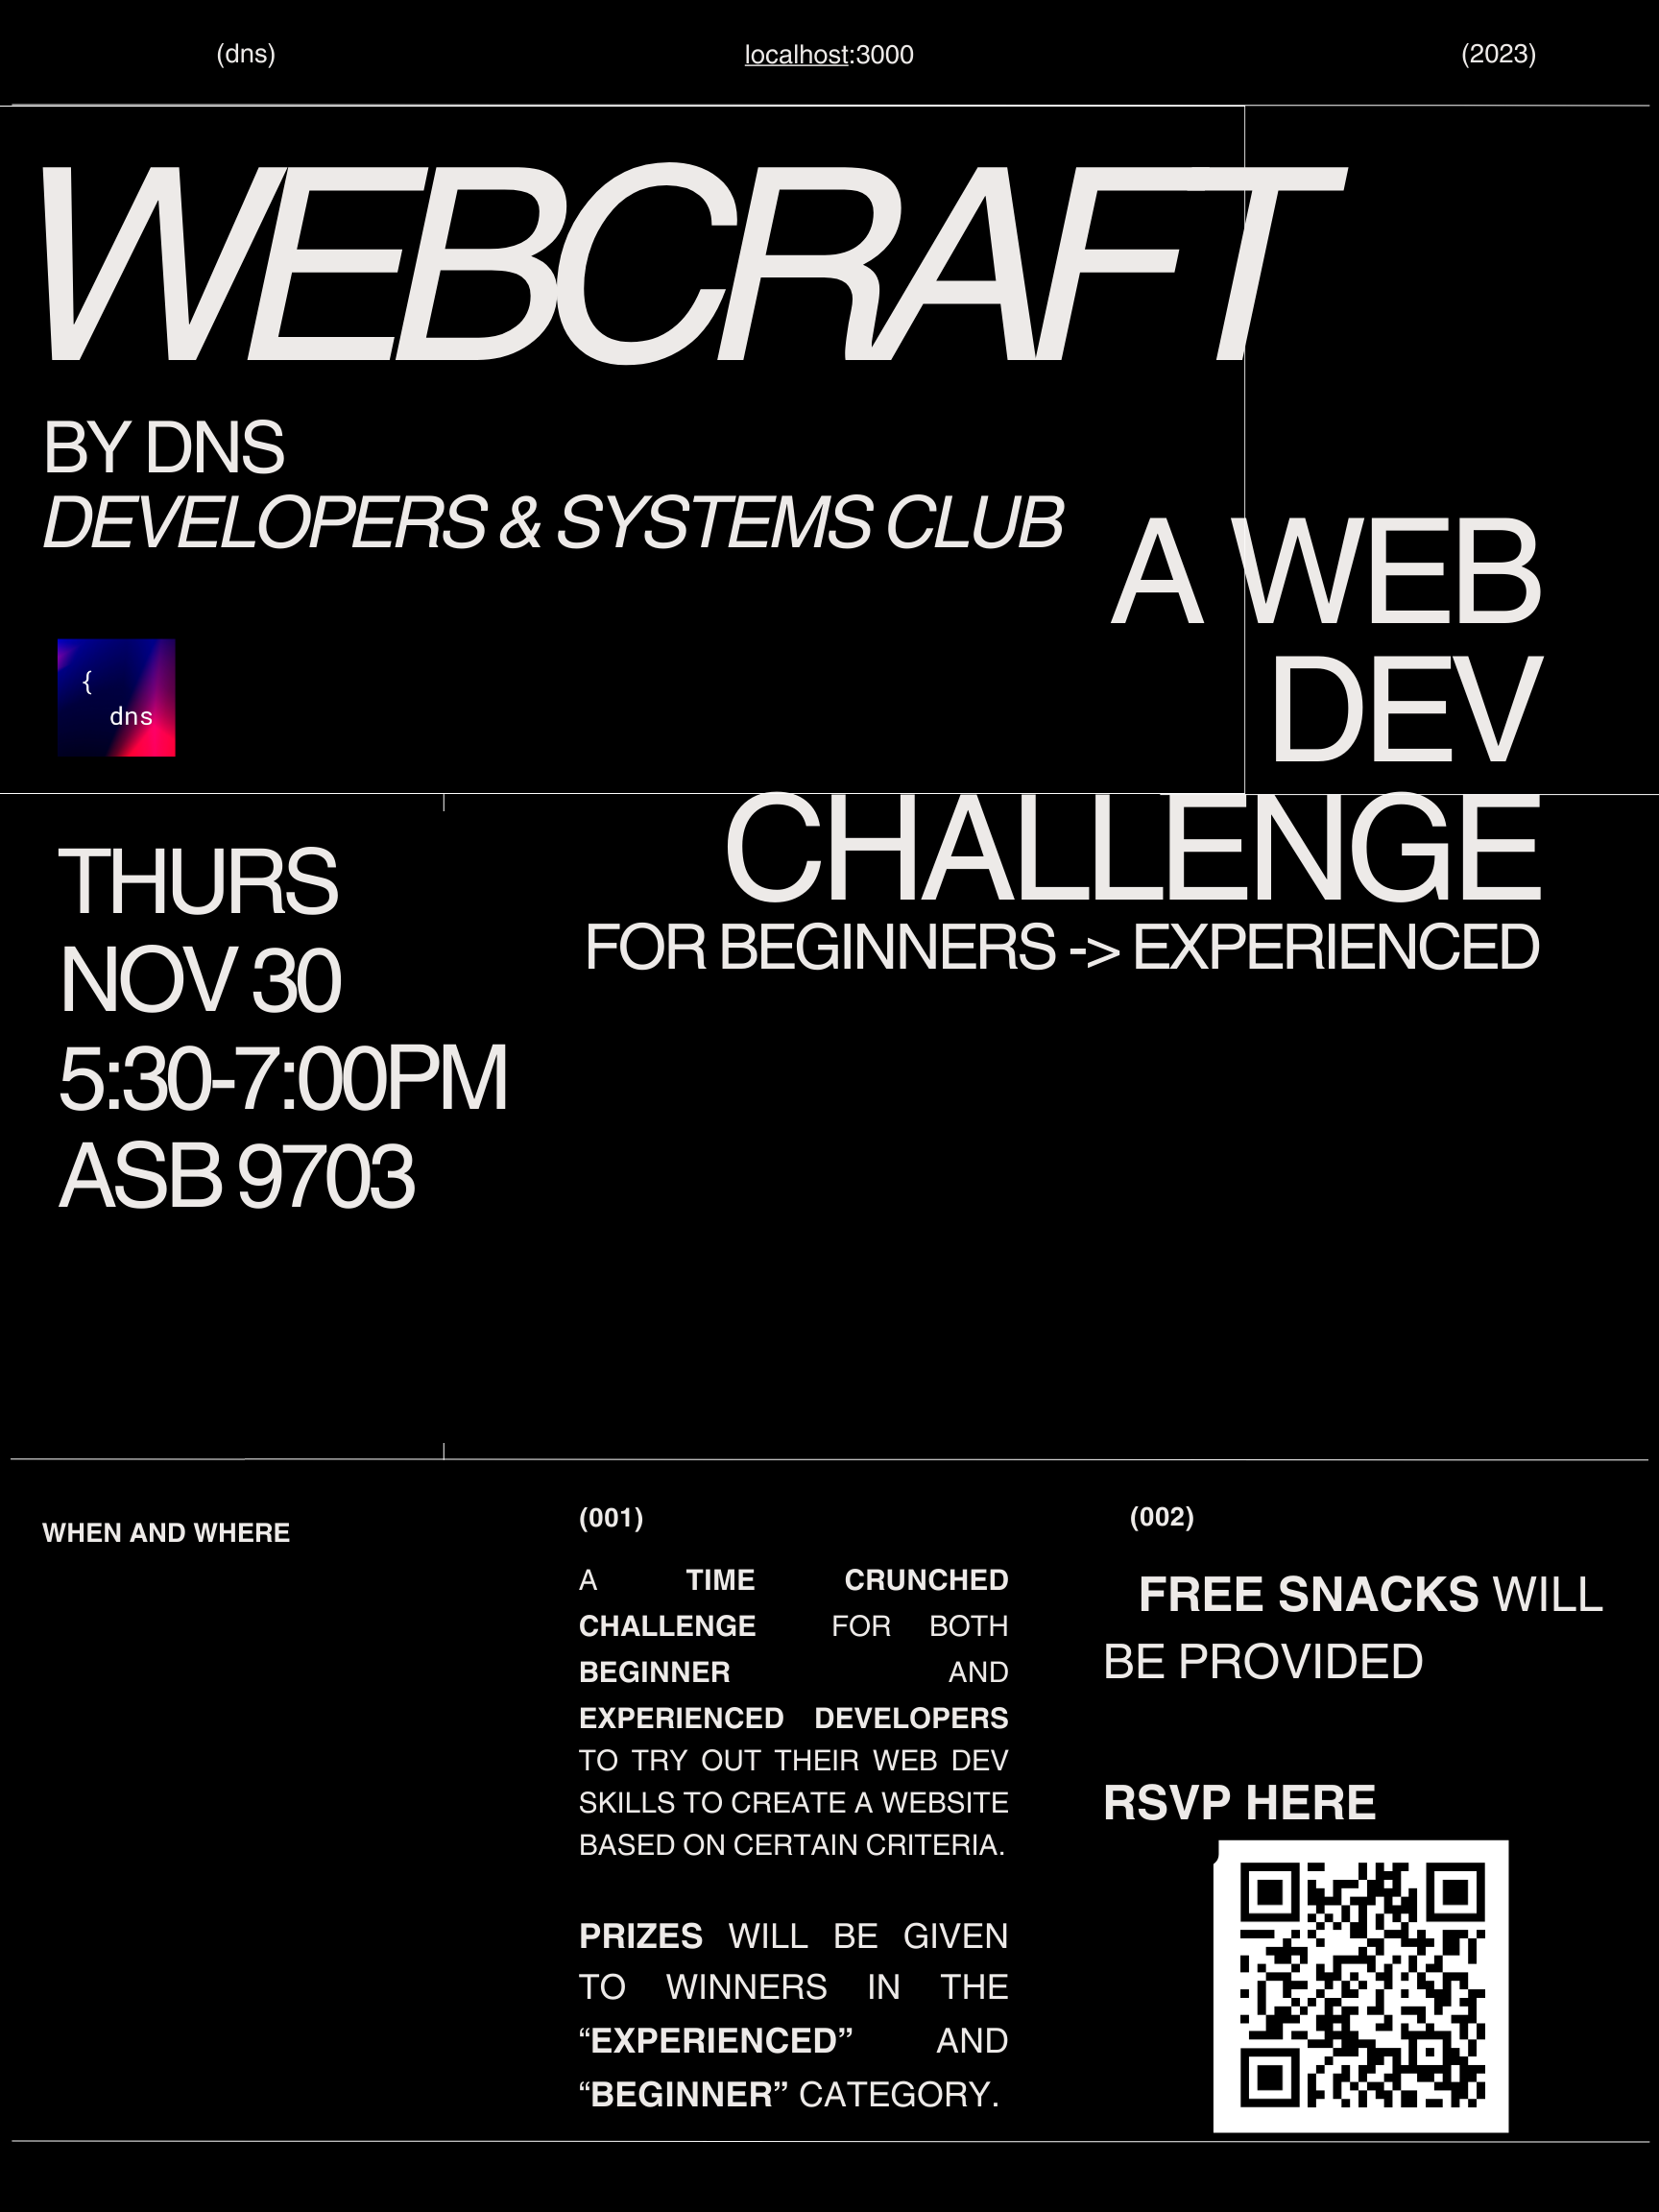 (dns)
localhost:3000
(2023)
WEBCRAFT
BY DNS
DEVELOPERS & SYSTEMS CLUB
{
dns
A WEB
DEV
CHALLENGE
FOR BEGINNERS -> EXPERIENCED
THURS
NOV 30
5:30-7:00PM
ASB 9703
WHEN AND WHERE
(001)
A TIME CRUNCHED
CHALLENGE FOR BOTH
BEGINNER AND
EXPERIENCED DEVELOPERS
TO TRY OUT THEIR WEB DEV
SKILLS TO CREATE A WEBSITE
BASED ON CERTAIN CRITERIA.
PRIZES WILL BE GIVEN
TO WINNERS IN THE
“EXPERIENCED” AND
“BEGINNER” CATEGORY.
(002)
FREE SNACKS WILL
BE PROVIDED
RSVP HERE